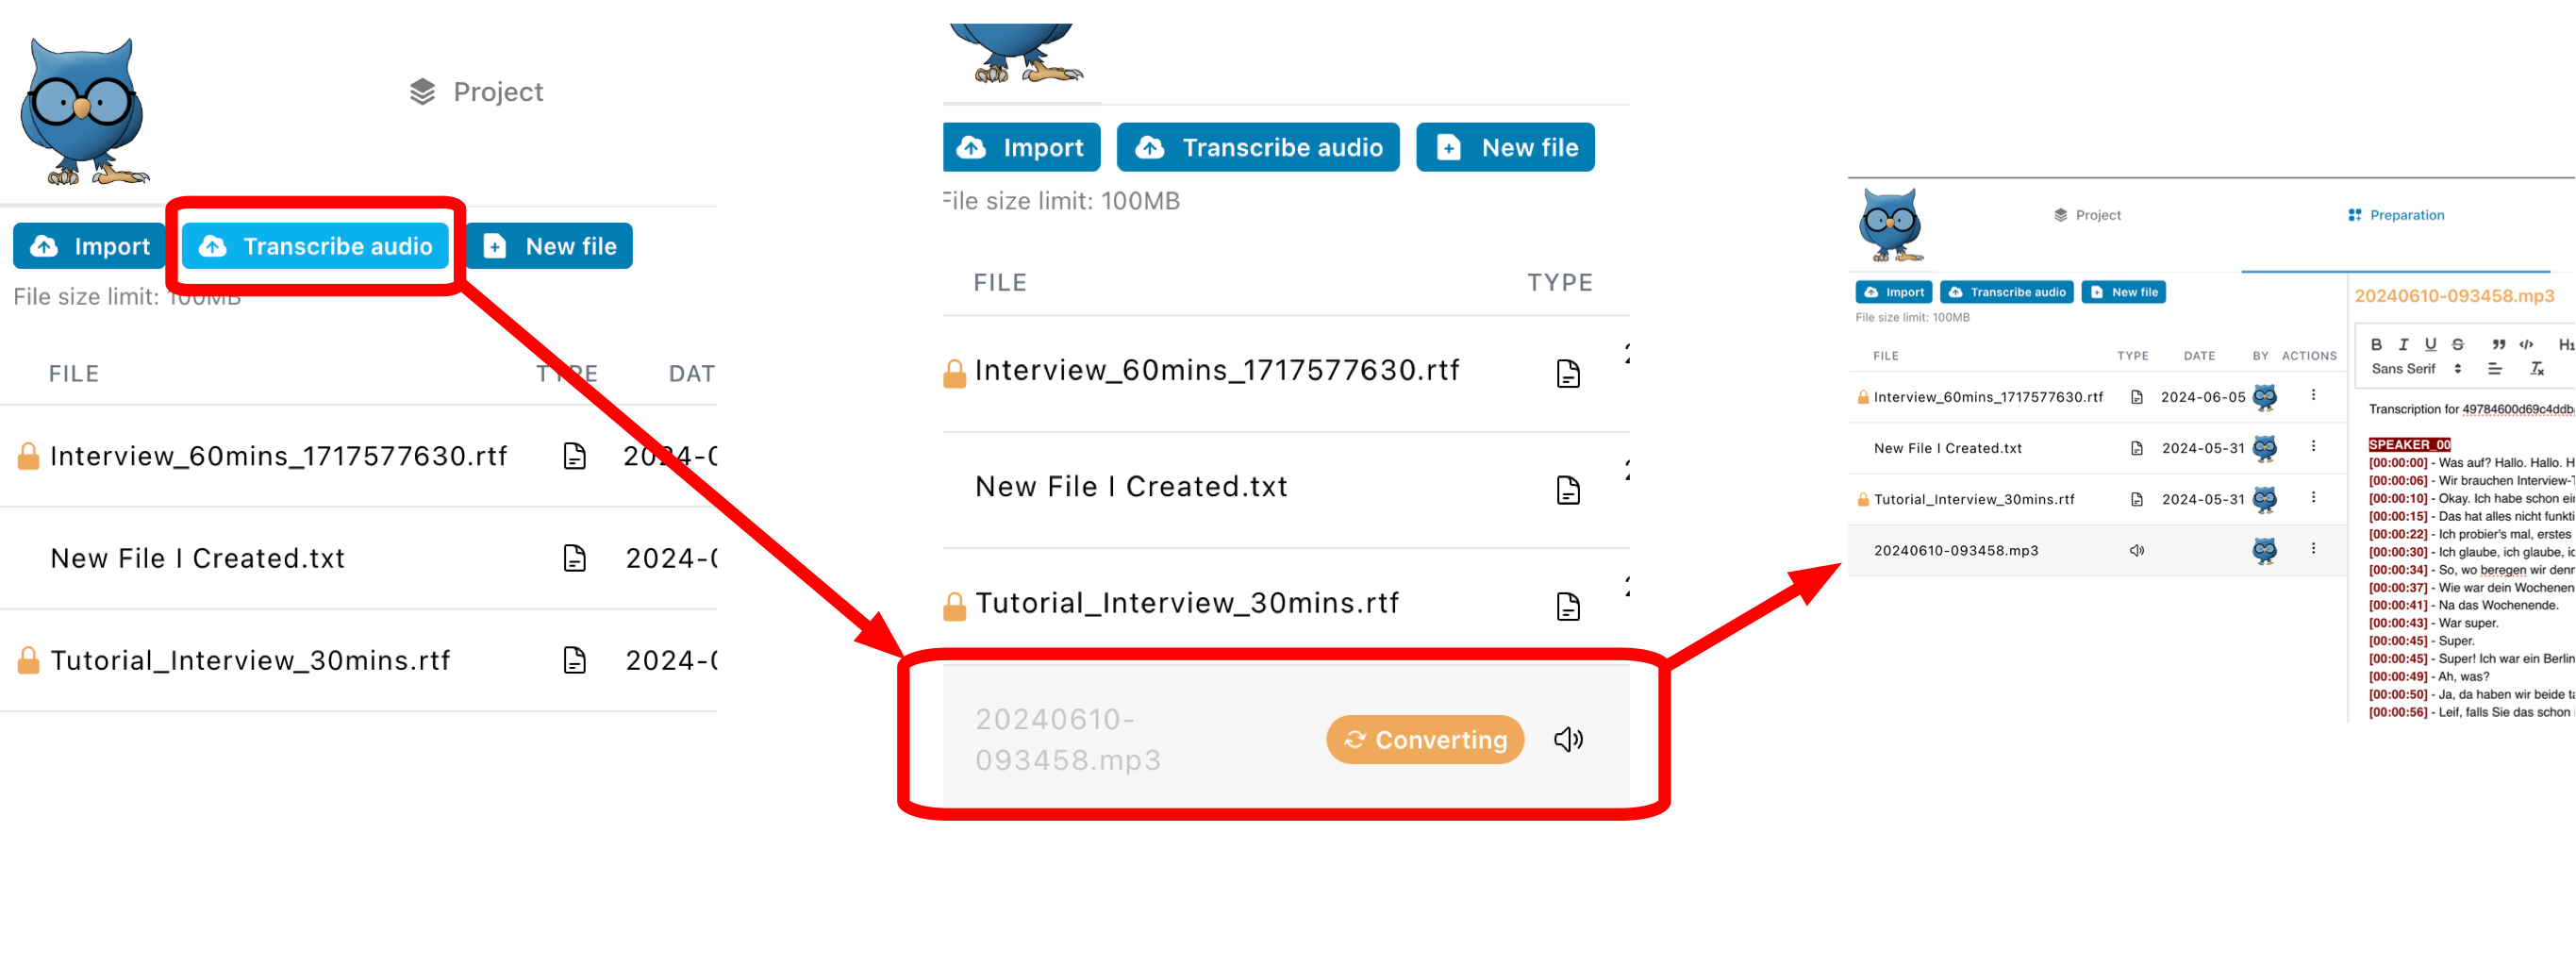 Project
Import
Transcribe audio
New file
File size limit: 100MB
FILE TYPE DAT
Interview_60mins_1717577630.rtf 2024-0
New File I Created.txt 2024-0
Tutorial_Interview_30mins.rtf 2024-0
Import
Transcribe audio
New file
File size limit: 100MB
FILE TYPE
Interview_60mins_1717577630.rtf
New File I Created.txt
Tutorial_Interview_30mins.rtf
20240610-
093458.mp3
Converting
Project
Preparation
Import
Transcribe audio
New file
File size limit: 100MB
FILE TYPE DATE BY ACTIONS
Interview_60mins_1717577630.rtf 2024-06-05
New File I Created.txt 2024-05-31
Tutorial_Interview_30mins.rtf 2024-05-31
20240610-093458.mp3
20240610-093458.mp3
B I U S ” </> H1
Sans Serif
Transcription for 49784600d69c4ddb
SPEAKER_00
[00:00:00] - Was auf? Hallo. Hallo. H
[00:00:06] - Wir brauchen Interview-T
[00:00:10] - Okay. Ich habe schon ei
[00:00:15] - Das hat alles nicht funkti
[00:00:22] - Ich probier's mal, erstes
[00:00:30] - Ich glaube, ich glaube, ic
[00:00:34] - So, wo beregen wir denn
[00:00:37] - Wie war dein Wochenen
[00:00:41] - Na das Wochenende.
[00:00:43] - War super.
[00:00:45] - Super.
[00:00:45] - Super! Ich war ein Berlin
[00:00:49] - Ah, was?
[00:00:50] - Ja, da haben wir beide ta
[00:00:56] - Leif, falls Sie das schon